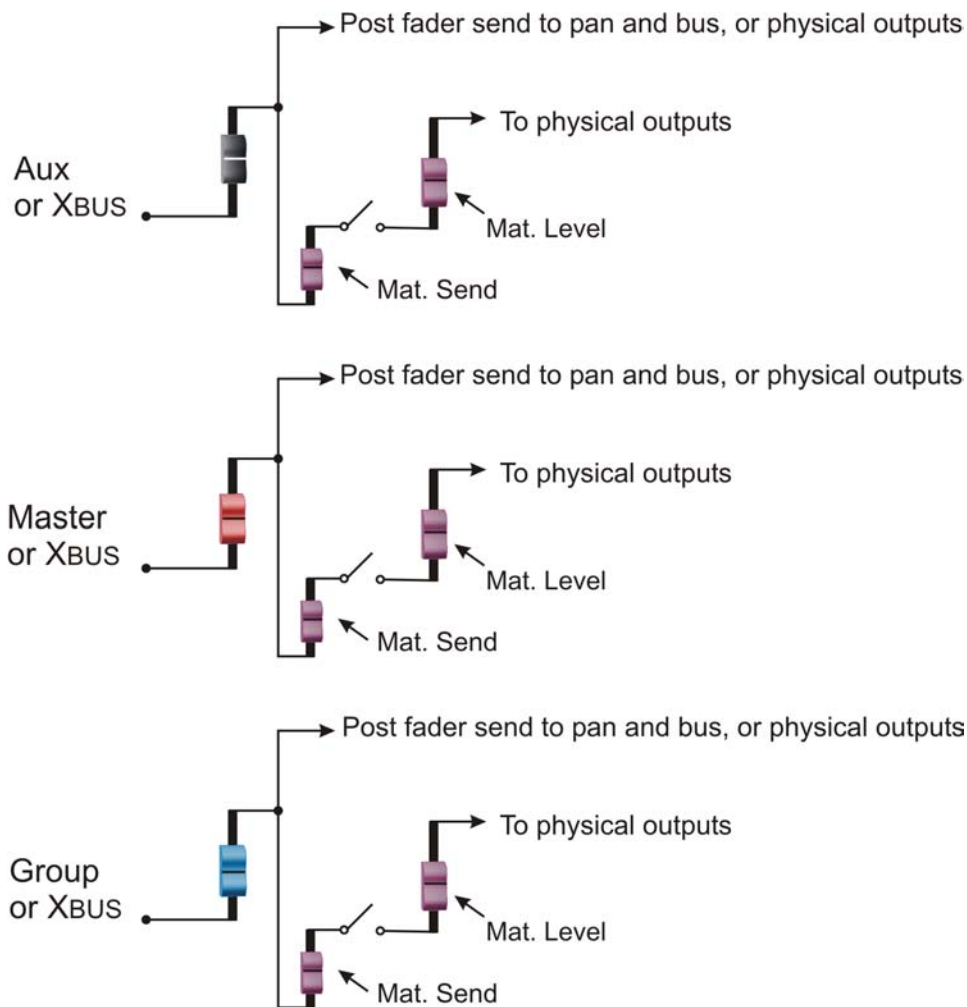 Post fader send to pan and bus, or physical outputs
To physical outputs
Aux
or XBUS
Mat. Level
Mat. Send
Post fader send to pan and bus, or physical outputs
To physical outputs
Master
or XBUS
Mat. Level
Mat. Send
Post fader send to pan and bus, or physical outputs
To physical outputs
Group
or XBUS
Mat. Level
Mat. Send